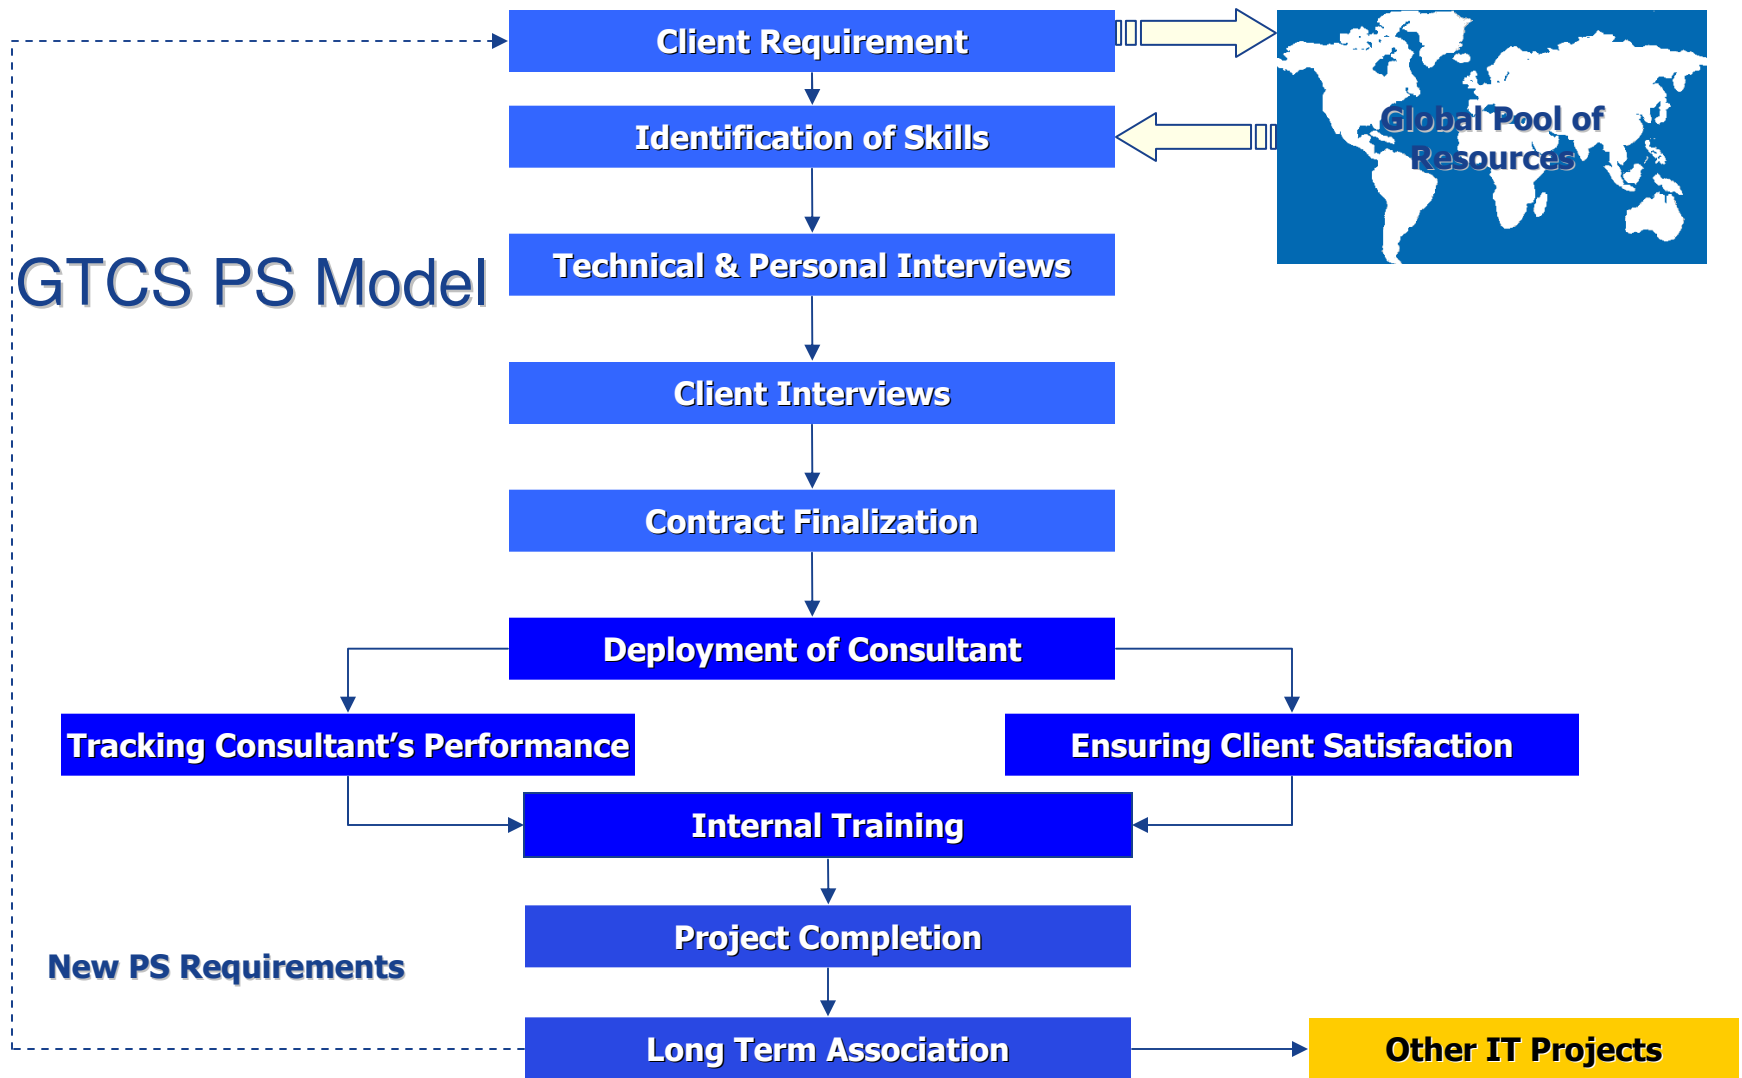 Client Requirement
Identification of Skills
Global Pool of
Resources
GTCS PS Model
Technical & Personal Interviews
Client Interviews
Contract Finalization
Deployment of Consultant
Tracking Consultant’s Performance
Ensuring Client Satisfaction
Internal Training
Project Completion
New PS Requirements
Long Term Association
Other IT Projects